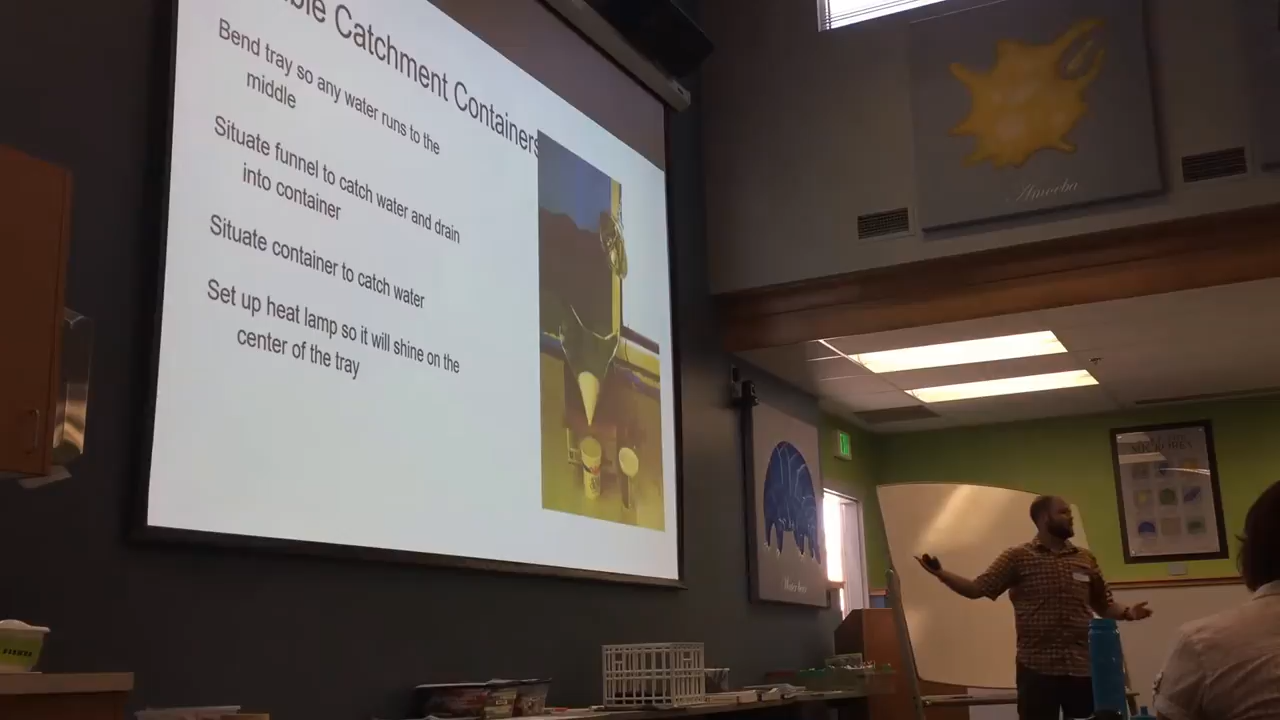 Catchment Containers
Bend tray so any water runs to the
middle
Situate funnel to catch water and drain
into container
Situate container to catch water
Set up heat lamp so it will shine on the
center of the tray
Amoeba
Water bear